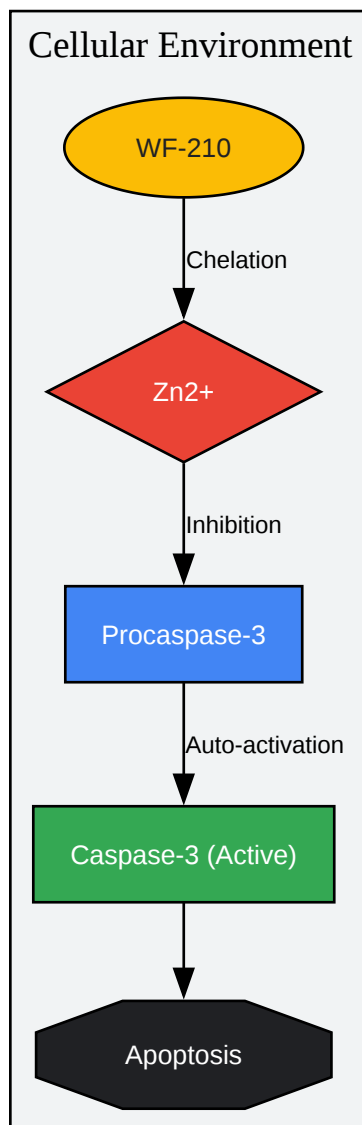 Cellular Environment
WF-210
Chelation
Zn2+
Inhibition
Procaspase-3
Auto-activation
Caspase-3 (Active)
Apoptosis